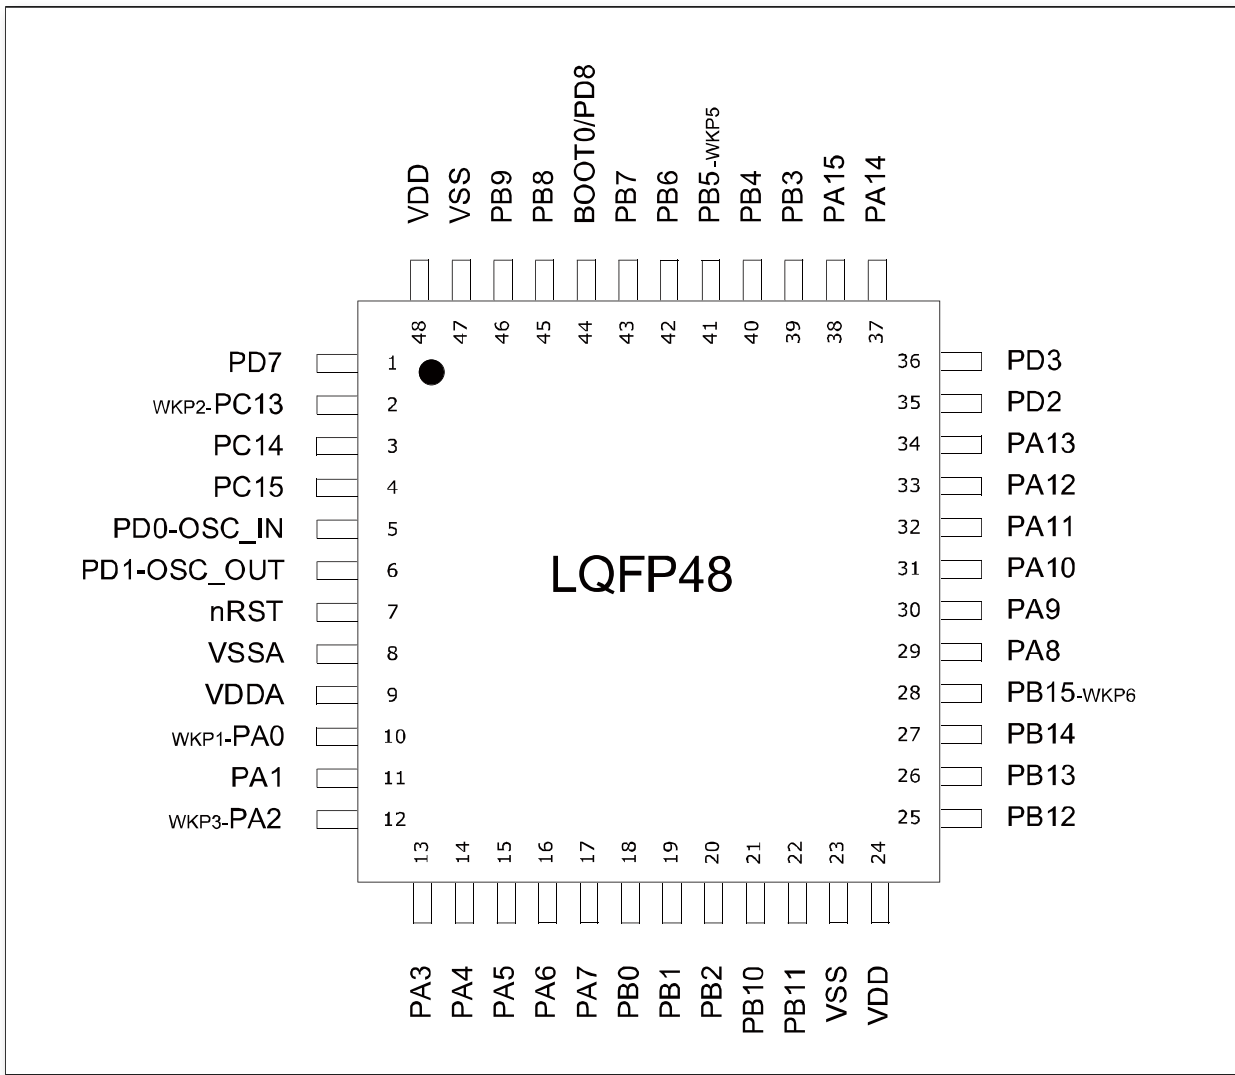 VDD
VSS
PB9
PB8
BOOT0/PD8
PB7
PB6
PB5-WKP5
PB4
PB3
PA15
PA14
48
47
46
45
44
43
42
41
40
39
38
37
PD7 1
WKP2-PC13 2
PC14 3
PC15 4
PD0-OSC_IN 5
PD1-OSC_OUT 6
nRST 7
VSSA 8
VDDA 9
WKP1-PA0 10
PA1 11
WKP3-PA2 12
LQFP48
36 PD3
35 PD2
34 PA13
33 PA12
32 PA11
31 PA10
30 PA9
29 PA8
28 PB15-WKP6
27 PB14
26 PB13
25 PB12
13
14
15
16
17
18
19
20
21
22
23
24
PA3
PA4
PA5
PA6
PA7
PB0
PB1
PB2
PB10
PB11
VSS
VDD